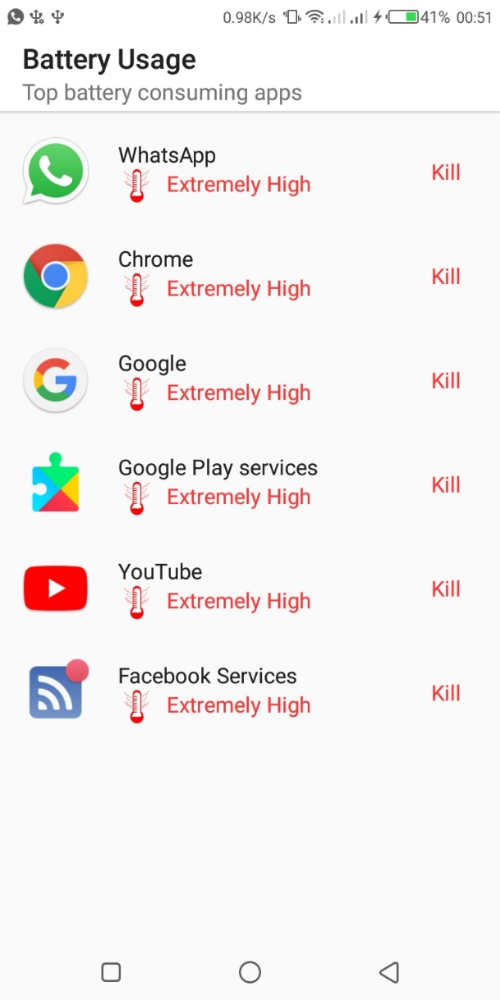 0.98K/s 41% 00:51
Battery Usage
Top battery consuming apps
WhatsApp
Extremely High
Kill
Chrome
Extremely High
Kill
Google
Extremely High
Kill
Google Play services
Extremely High
Kill
YouTube
Extremely High
Kill
Facebook Services
Extremely High
Kill